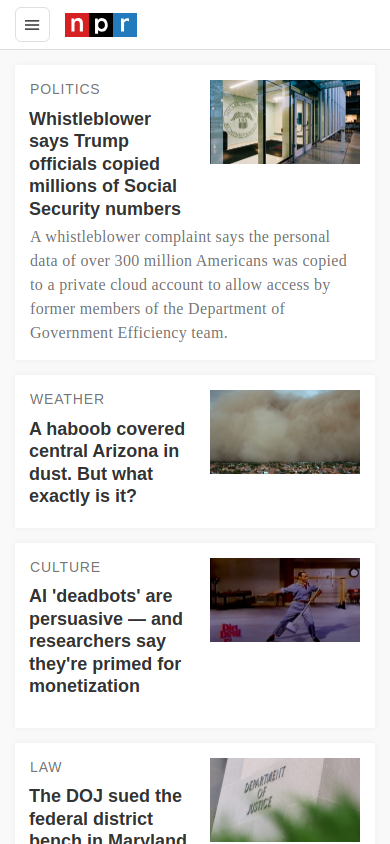 npr
POLITICS
Whistleblower
says Trump
officials copied
millions of Social
Security numbers
A whistleblower complaint says the personal
data of over 300 million Americans was copied
to a private cloud account to allow access by
former members of the Department of
Government Efficiency team.
WEATHER
A haboob covered
central Arizona in
dust. But what
exactly is it?
CULTURE
AI 'deadbots' are
persuasive — and
researchers say
they're primed for
monetization
Dirt
Devil
LAW
The DOJ sued the
federal district
bench in Maryland
DEPARTMENT
OF
JUSTICE